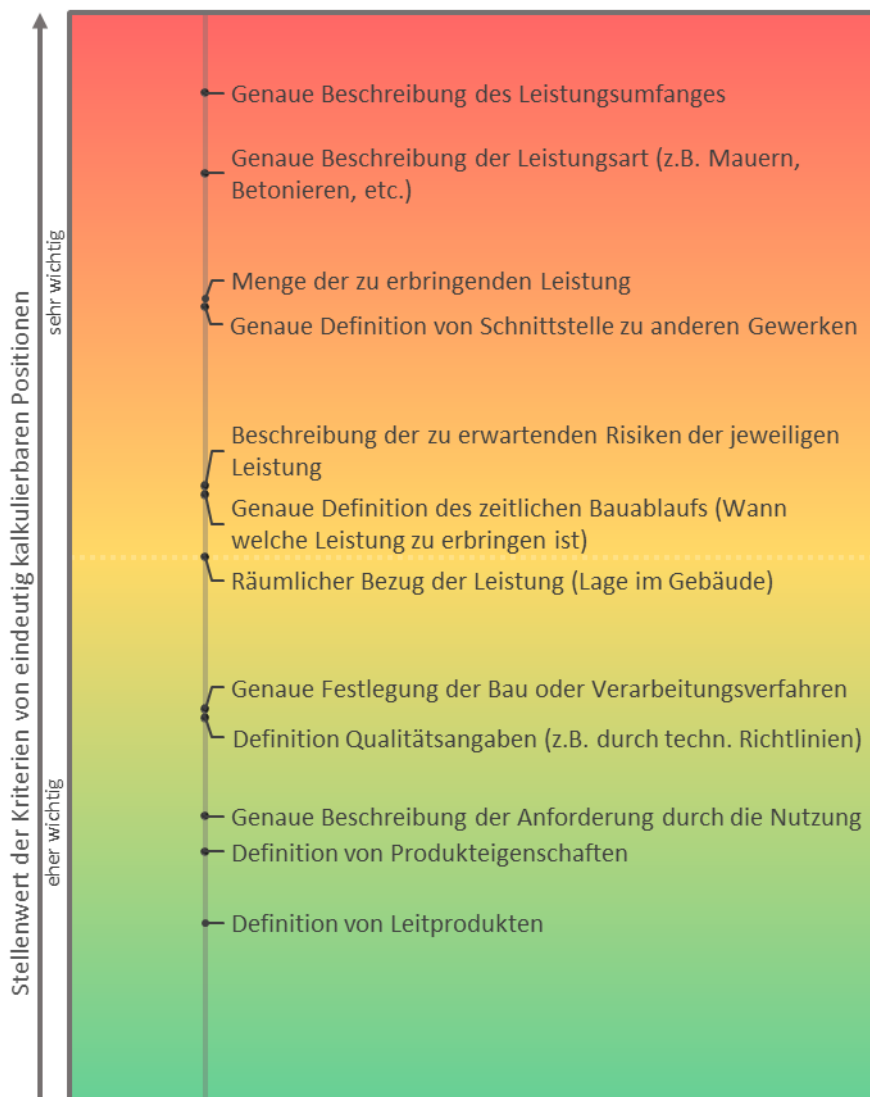 Stellenwert der Kriterien von eindeutig kalkulierbaren Positionen
sehr wichtig
eher wichtig
Genaue Beschreibung des Leistungsumfanges
Genaue Beschreibung der Leistungsart (z.B. Mauern,
Betonieren, etc.)
Menge der zu erbringenden Leistung
Genaue Definition von Schnittstelle zu anderen Gewerken
Beschreibung der zu erwartenden Risiken der jeweiligen
Leistung
Genaue Definition des zeitlichen Bauablaufs (Wann
welche Leistung zu erbringen ist)
Räumlicher Bezug der Leistung (Lage im Gebäude)
Genaue Festlegung der Bau oder Verarbeitungsverfahren
Definition Qualitätsangaben (z.B. durch techn. Richtlinien)
Genaue Beschreibung der Anforderung durch die Nutzung
Definition von Produkteigenschaften
Definition von Leitprodukten